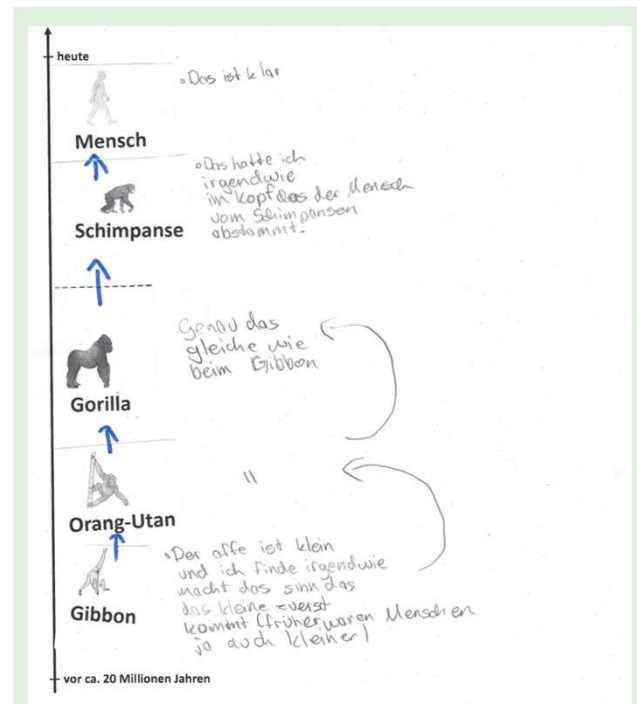 heute
• Das ist klar
Mensch
• Das hatte ich
irgendwie
im Kopf das der Mensch
vom Schimpansen
abstammt.
Schimpanse
Genau das
gleiche wie
beim Gibbon
Gorilla
"
Orang-Utan
• Der affe ist klein
und ich finde irgendwie
macht das sinn das
das kleine zuerst
kommt (früher waren Menschen
ja auch kleiner)
Gibbon
vor ca. 20 Millionen Jahren